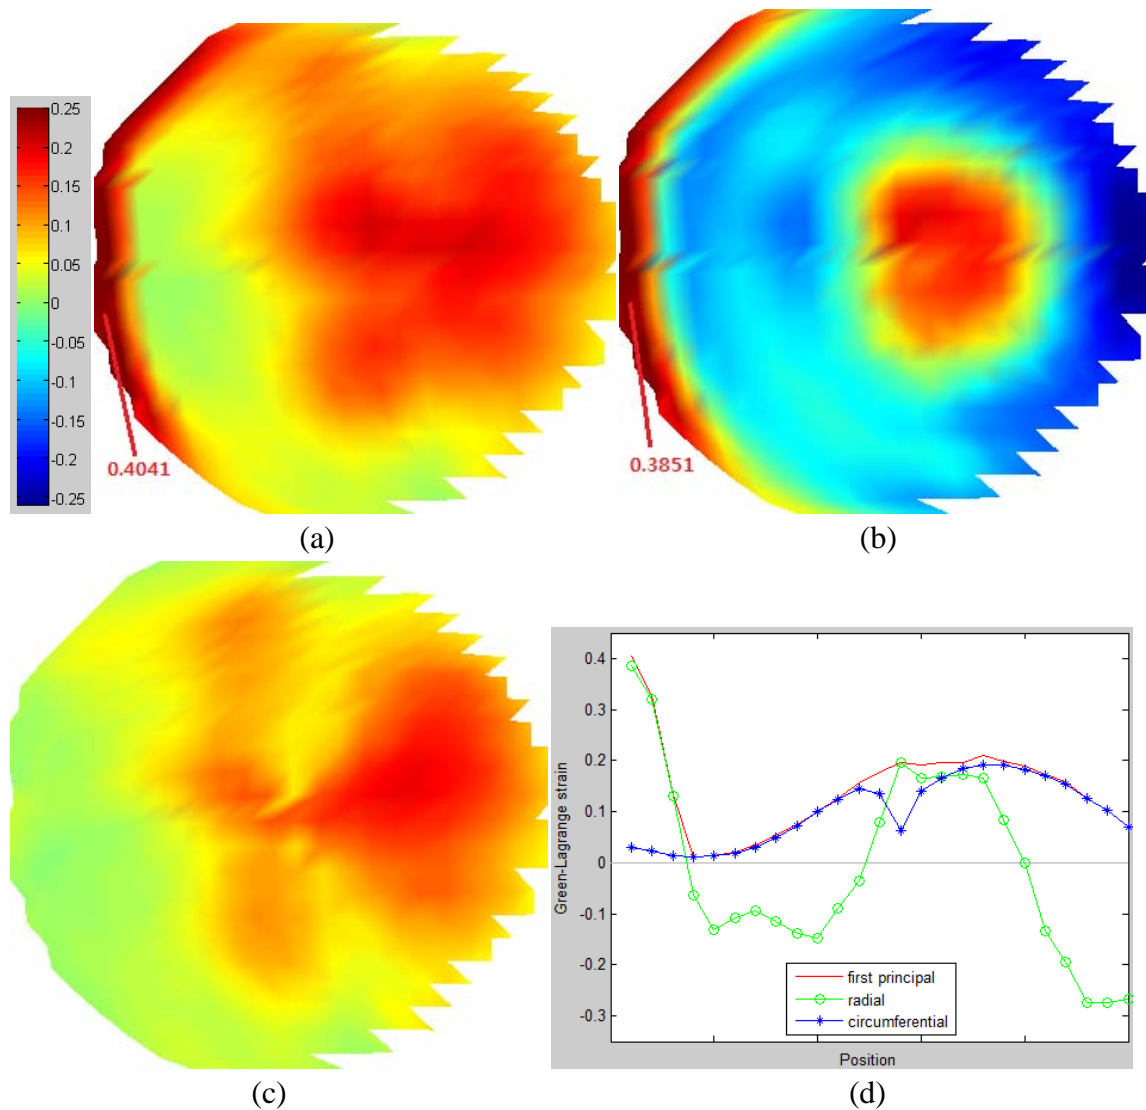 0.25
0.2
0.15
0.1
0.05
0
-0.05
-0.1
-0.15
-0.2
-0.25
0.4041
0.3851
(a)
(b)
0.4
0.3
0.2
0.1
0
-0.1
-0.2
-0.3
Green-Lagrange strain
first principal
radial
circumferential
Position
(c)
(d)